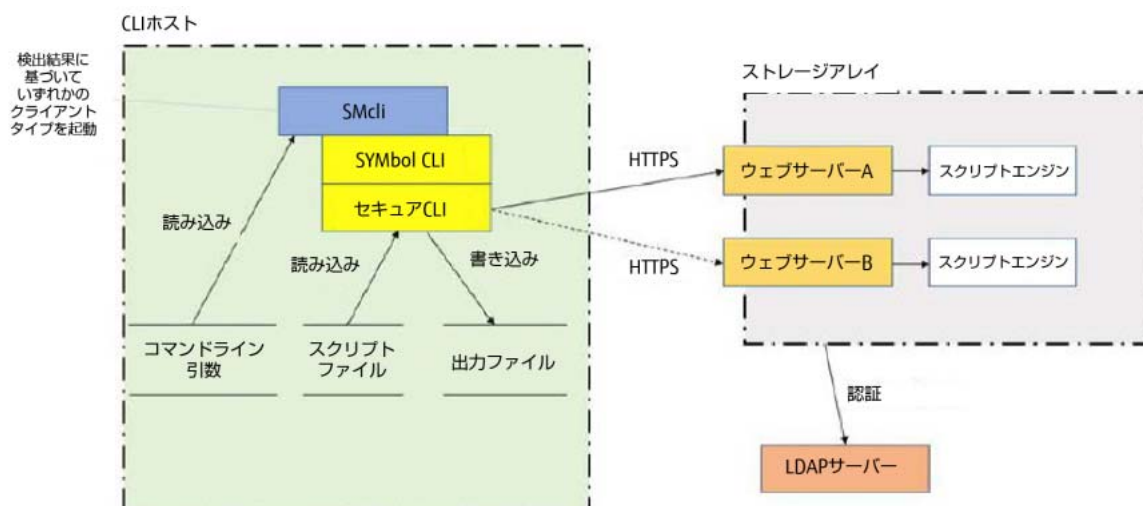 CLIホスト
検出結果に
基づいて
いずれかの
クライアント
タイプを起動
SMcli
SYMbol CLI
セキュアCLI
読み込み
読み込み
書き込み
コマンドライン
引数
スクリプト
ファイル
出力ファイル
HTTPS
HTTPS
ストレージアレイ
ウェブサーバーA
スクリプトエンジン
ウェブサーバーB
スクリプトエンジン
認証
LDAPサーバー